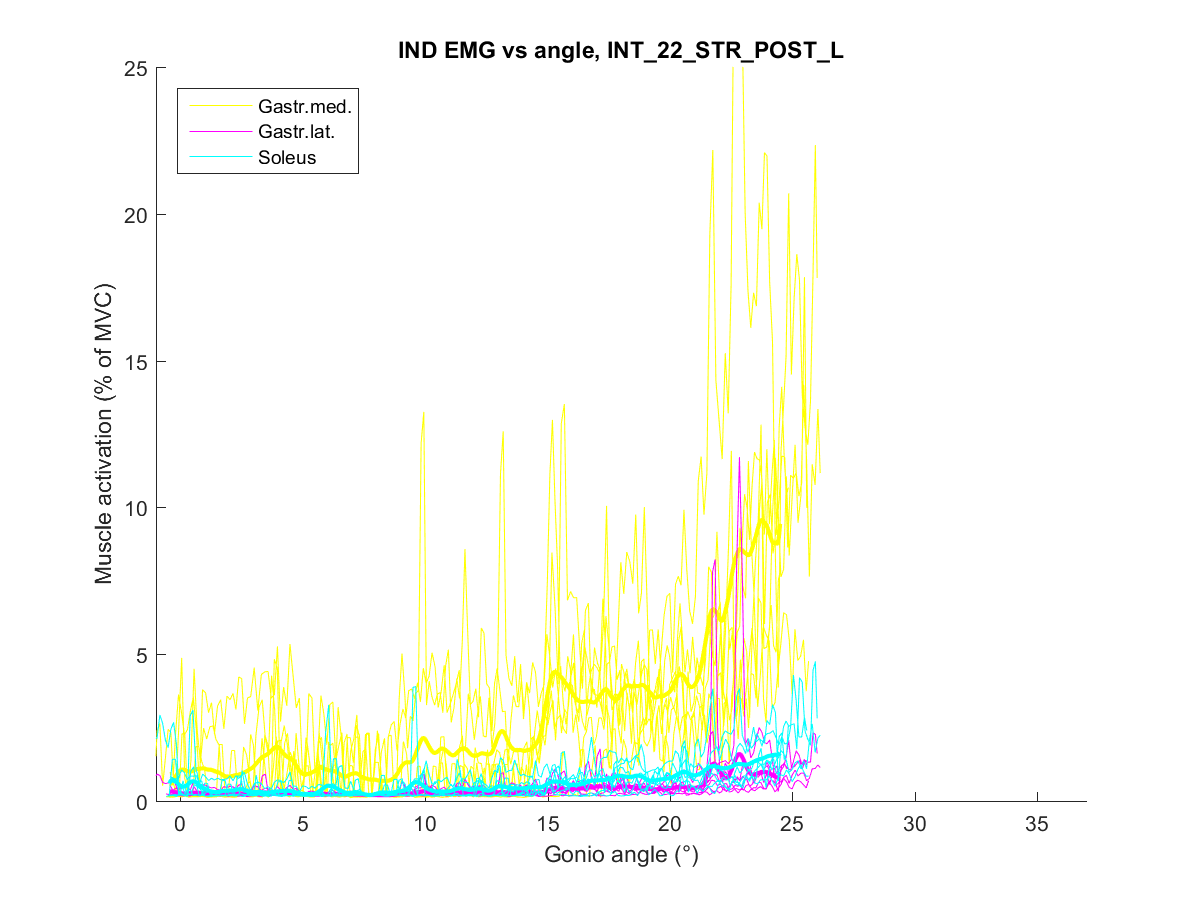 IND EMG vs angle, INT_22_STR_POST_L
25
20
15
10
5
0
Muscle activation (% of MVC)
Gastr.med.
Gastr.lat.
Soleus
0 5 10 15 20 25 30 35
Gonio angle (°)